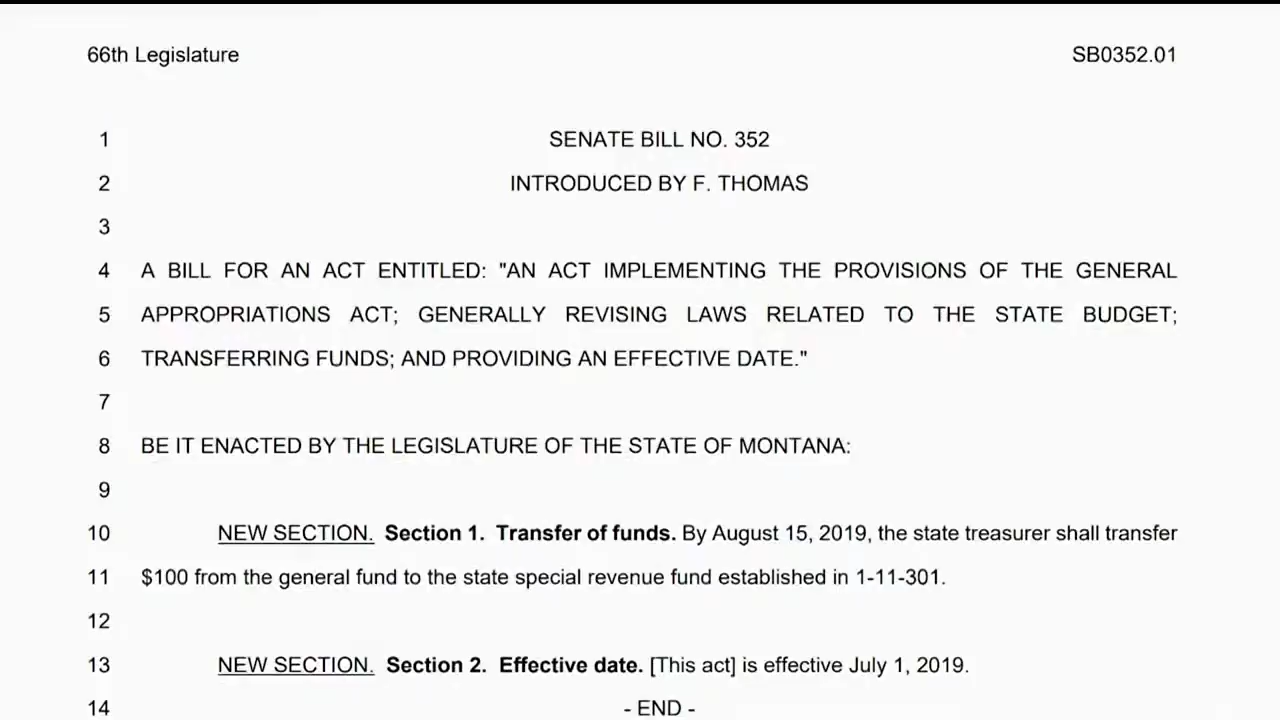 66th Legislature SB0352.01
1 SENATE BILL NO. 352
2 INTRODUCED BY F. THOMAS
3
4 A BILL FOR AN ACT ENTITLED: "AN ACT IMPLEMENTING THE PROVISIONS OF THE GENERAL
5 APPROPRIATIONS ACT; GENERALLY REVISING LAWS RELATED TO THE STATE BUDGET;
6 TRANSFERRING FUNDS; AND PROVIDING AN EFFECTIVE DATE."
7
8 BE IT ENACTED BY THE LEGISLATURE OF THE STATE OF MONTANA:
9
10 NEW SECTION. Section 1. Transfer of funds. By August 15, 2019, the state treasurer shall transfer
11 $100 from the general fund to the state special revenue fund established in 1-11-301.
12
13 NEW SECTION. Section 2. Effective date. [This act] is effective July 1, 2019.
14 - END -